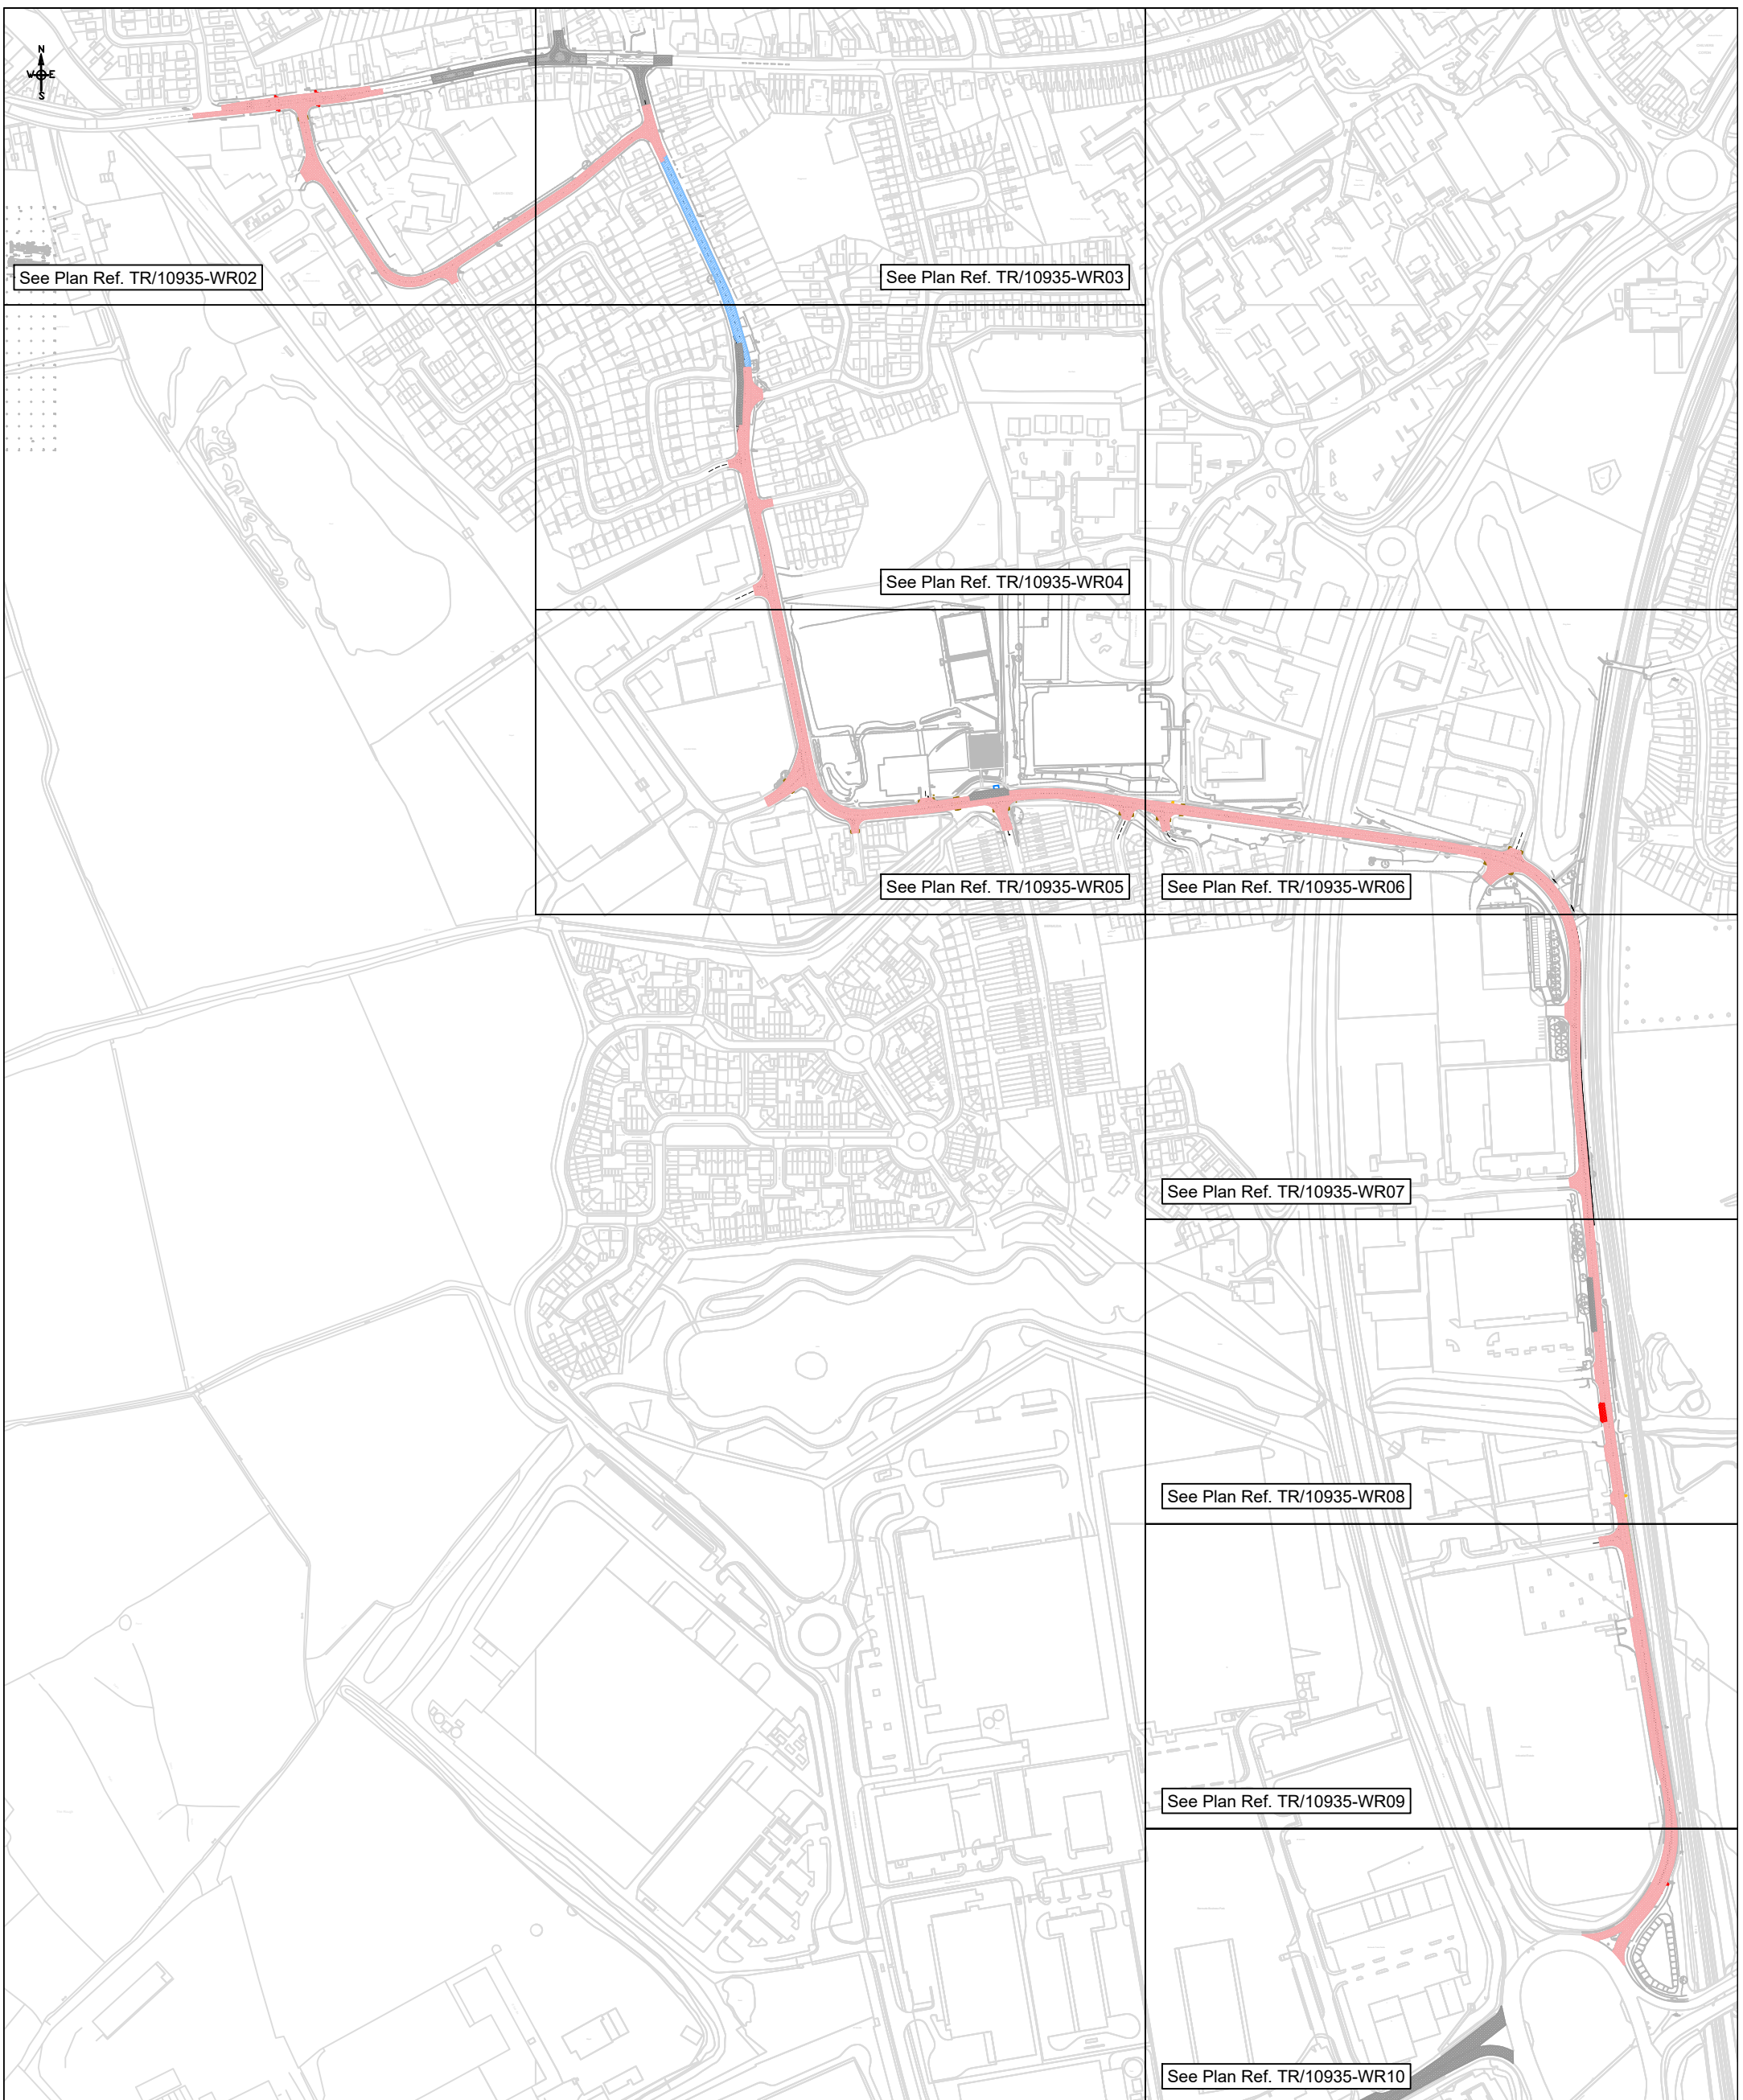 N
W E
S
See Plan Ref. TR/10935-WR02
See Plan Ref. TR/10935-WR03
See Plan Ref. TR/10935-WR04
See Plan Ref. TR/10935-WR05
See Plan Ref. TR/10935-WR06
See Plan Ref. TR/10935-WR07
See Plan Ref. TR/10935-WR08
See Plan Ref. TR/10935-WR09
See Plan Ref. TR/10935-WR10